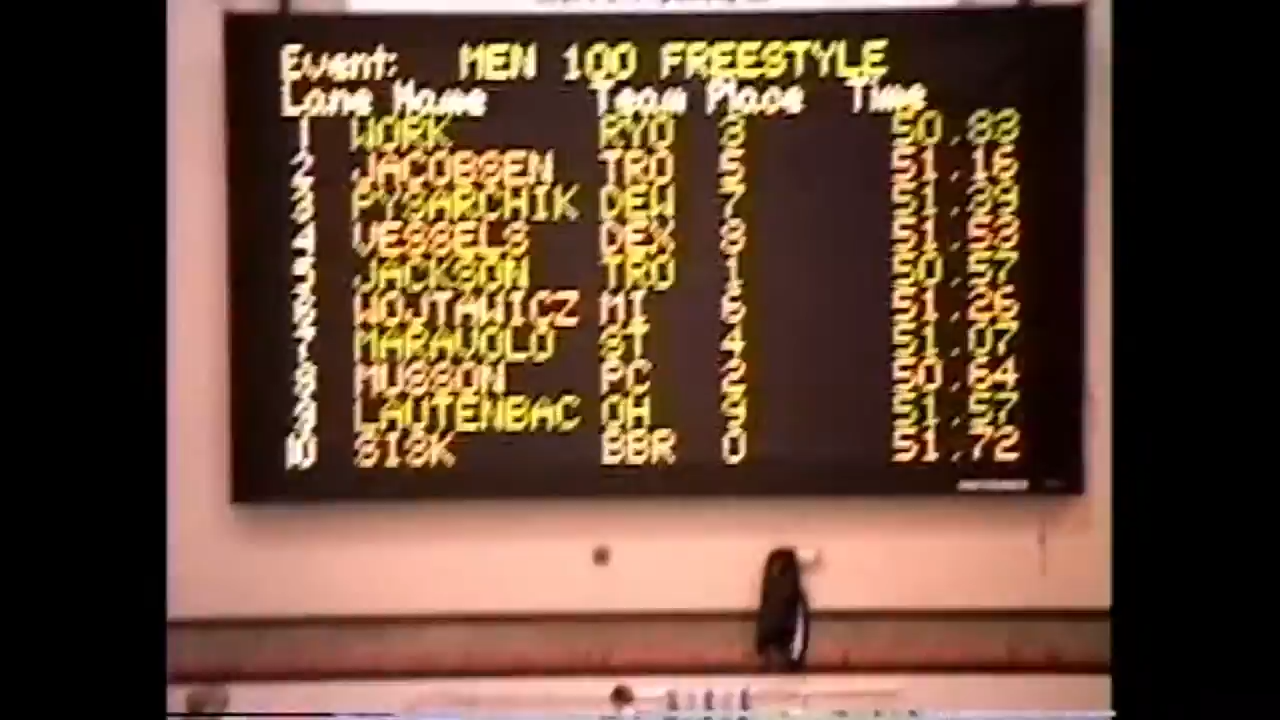 Event: MEN 100 FREESTYLE
Lane Name Team Place Time
1 WORK RYO 3 50.83
2 JACOBSEN TRO 5 51.16
3 PYSARCHIK DEW 7 51.39
4 VESSELS DEX 8 51.53
5 JACKSON TRO 1 50.57
6 WOJTAWICZ MI 6 51.26
7 MARAVOLO ST 4 51.07
8 MUSSON PC 2 50.64
9 LAUTENBAC OH 9 51.57
10 SISK BBR 0 51.72